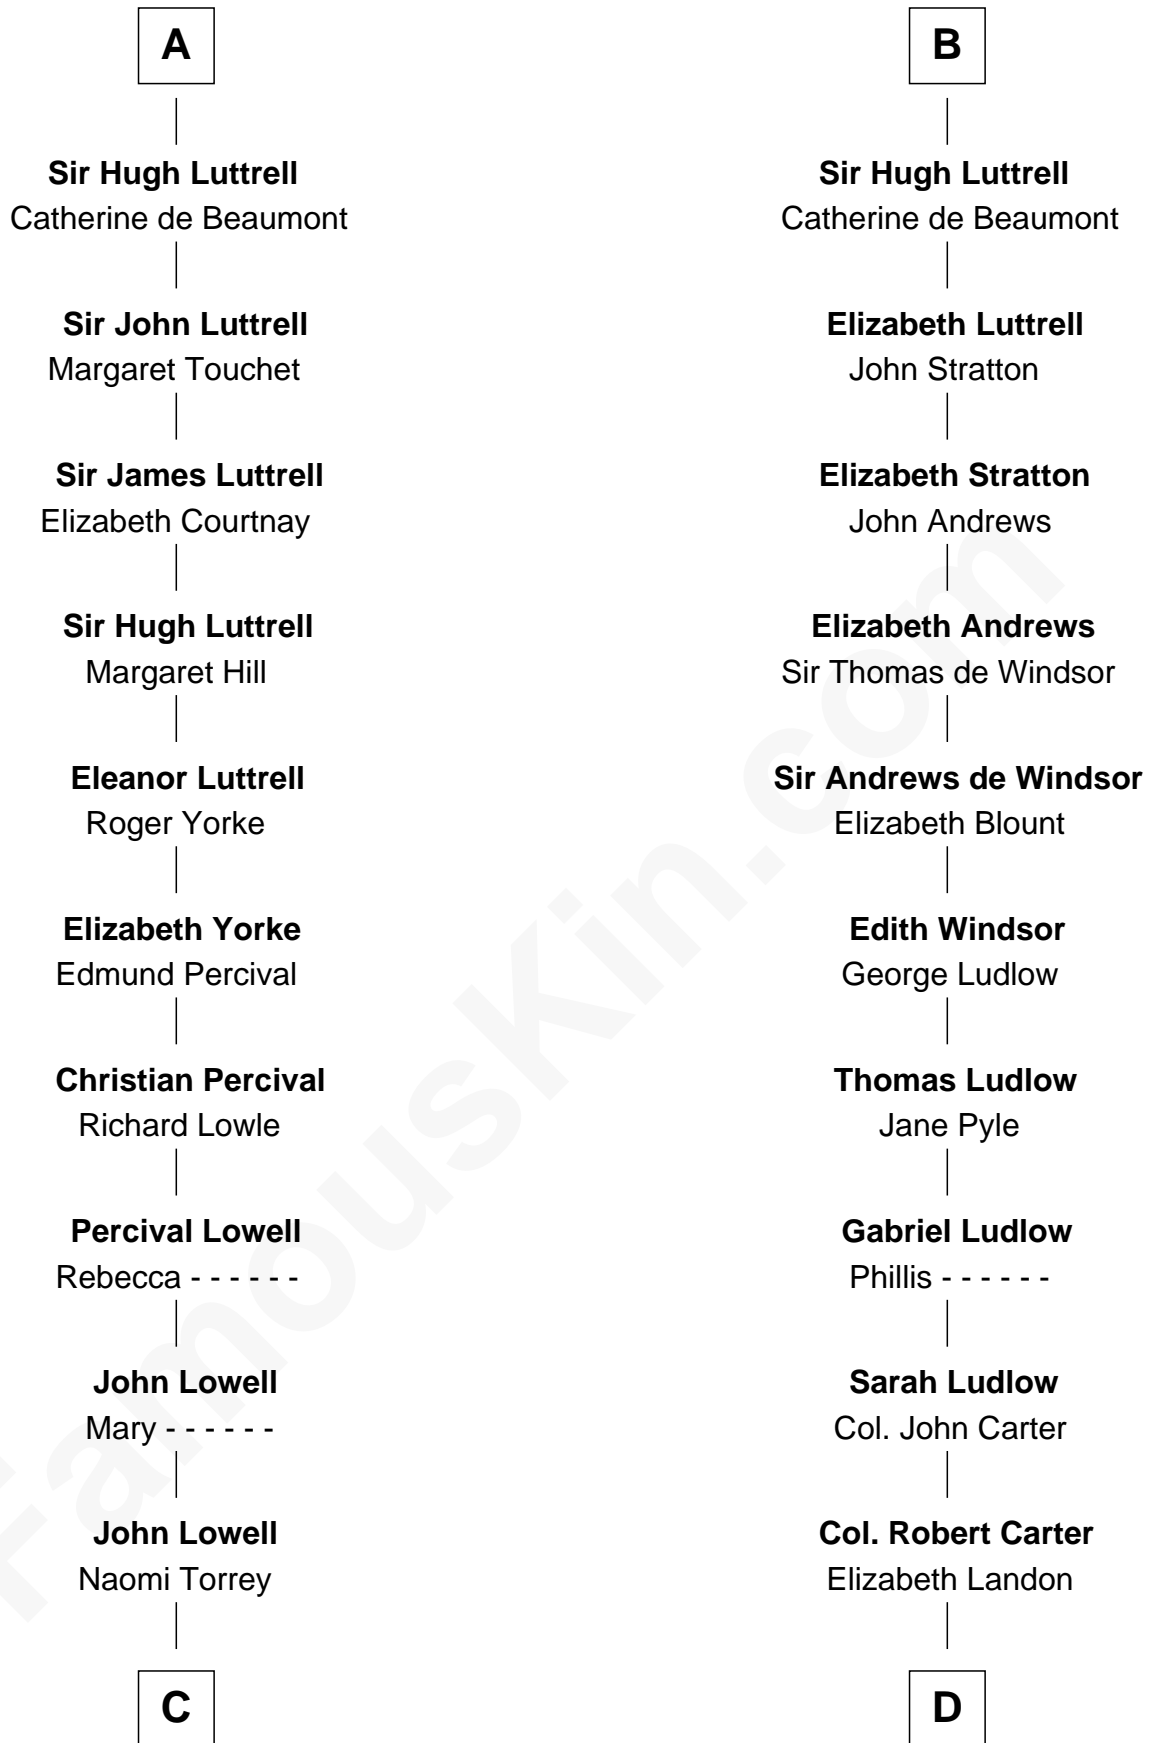 A
Sir Hugh Luttrell
Catherine de Beaumont
Sir John Luttrell
Margaret Touchet
Sir James Luttrell
Elizabeth Courtnay
Sir Hugh Luttrell
Margaret Hill
Eleanor Luttrell
Roger Yorke
Elizabeth Yorke
Edmund Percival
Christian Percival
Richard Lowle
Percival Lowell
Rebecca - - - - - -
John Lowell
Mary - - - - - -
John Lowell
Naomi Torrey
C
B
Sir Hugh Luttrell
Catherine de Beaumont
Elizabeth Luttrell
John Stratton
Elizabeth Stratton
John Andrews
Elizabeth Andrews
Sir Thomas de Windsor
Sir Andrews de Windsor
Elizabeth Blount
Edith Windsor
George Ludlow
Thomas Ludlow
Jane Pyle
Gabriel Ludlow
Phillis - - - - - -
Sarah Ludlow
Col. John Carter
Col. Robert Carter
Elizabeth Landon
D
FamousKin.com